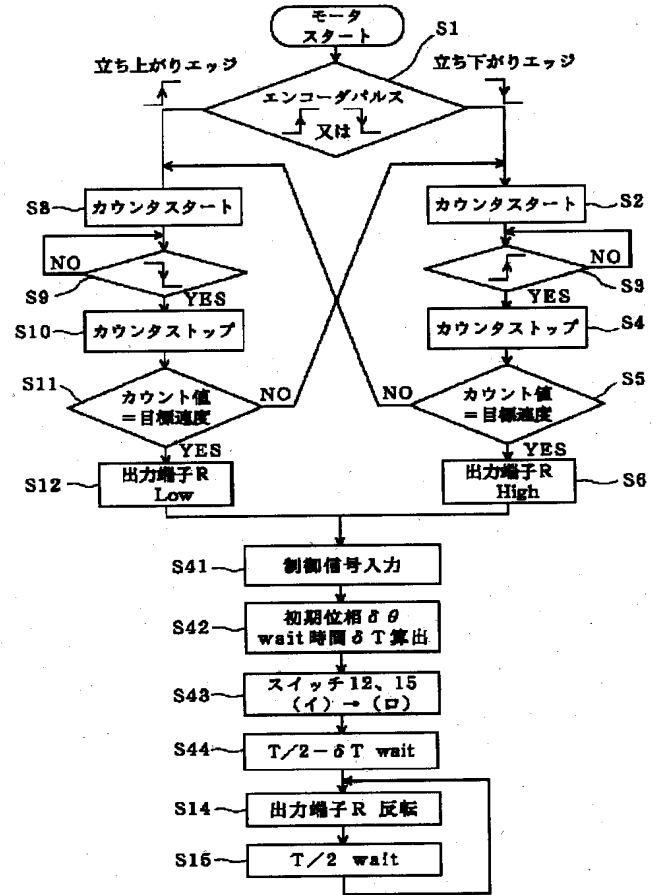 モータ
スタート
S1
立ち上がりエッジ
立ち下がりエッジ
エンコーダパルス
又は
S8
カウンタスタート
S2
カウンタスタート
NO
S9
YES
NO
S3
YES
S10
カウンタストップ
S4
カウンタストップ
S11
カウント値
=目標速度
NO
YES
S5
カウント値
=目標速度
NO
YES
S12
出力端子R
Low
S6
出力端子R
High
S41
制御信号入力
S42
初期位相δθ
wait時間δT算出
S43
スイッチ12、15
(イ)→(ロ)
S44
T/2-δT wait
S14
出力端子R 反転
S15
T/2 wait